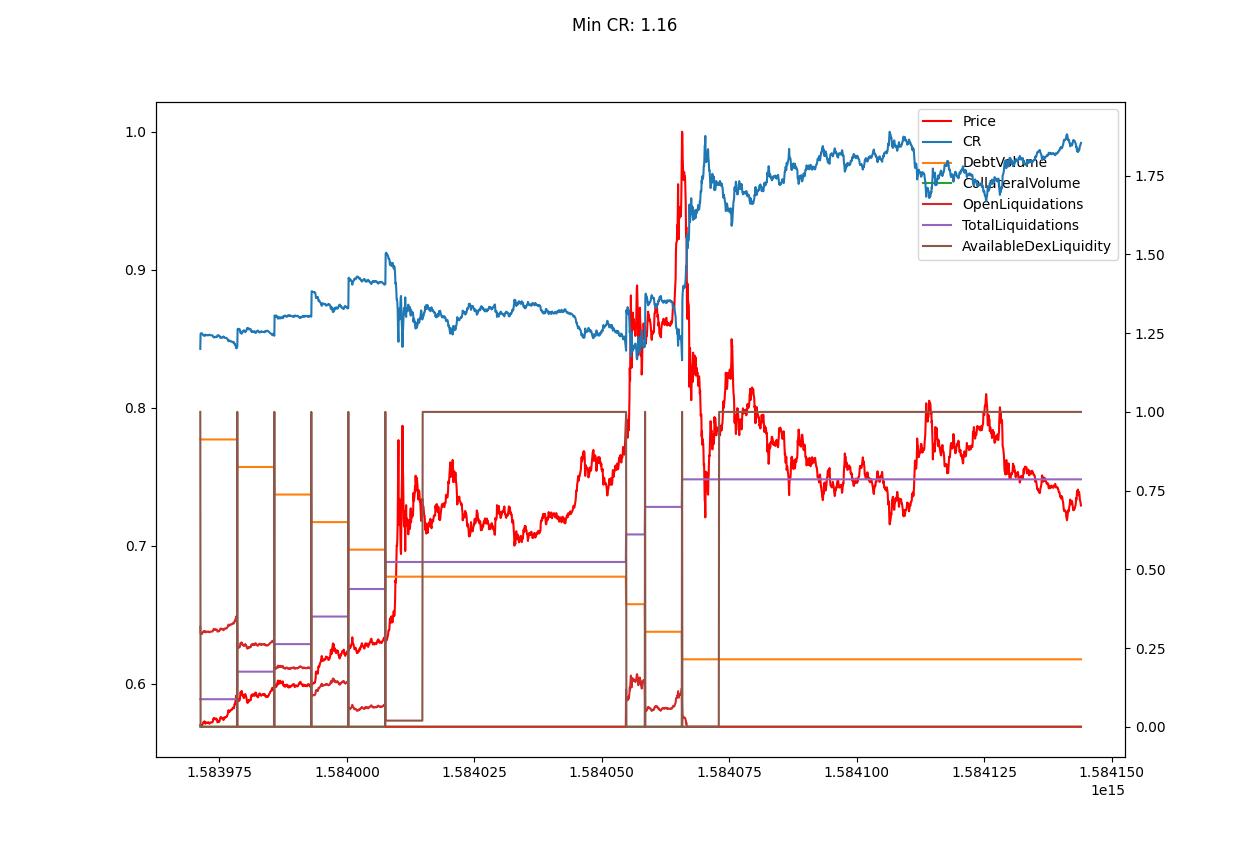 Min CR: 1.16
1.0
0.9
0.8
0.7
0.6
1.75
1.50
1.25
1.00
0.75
0.50
0.25
0.00
Price
CR
DebtVolume
CollateralVolume
OpenLiquidations
TotalLiquidations
AvailableDexLiquidity
1.583975 1.584000 1.584025 1.584050 1.584075 1.584100 1.584125 1.584150
1e15